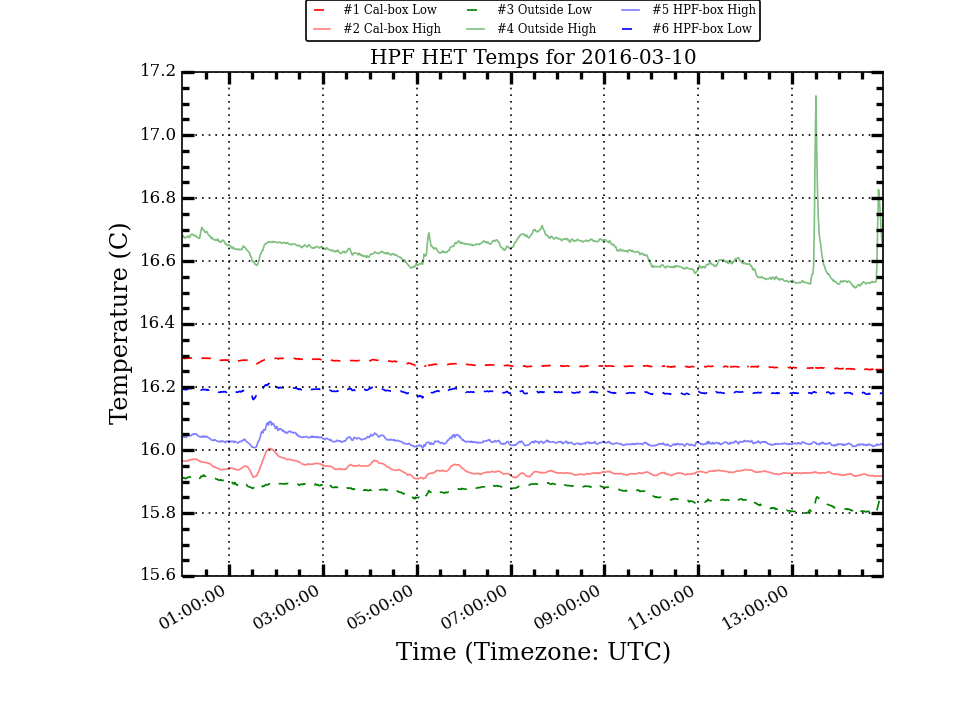 #1 Cal-box Low #3 Outside Low #5 HPF-box High
#2 Cal-box High #4 Outside High #6 HPF-box Low
HPF HET Temps for 2016-03-10
17.2
17.0
16.8
16.6
16.4
16.2
16.0
15.8
15.6
Temperature (C)
01:00:00 03:00:00 05:00:00 07:00:00 09:00:00 11:00:00 13:00:00
Time (Timezone: UTC)